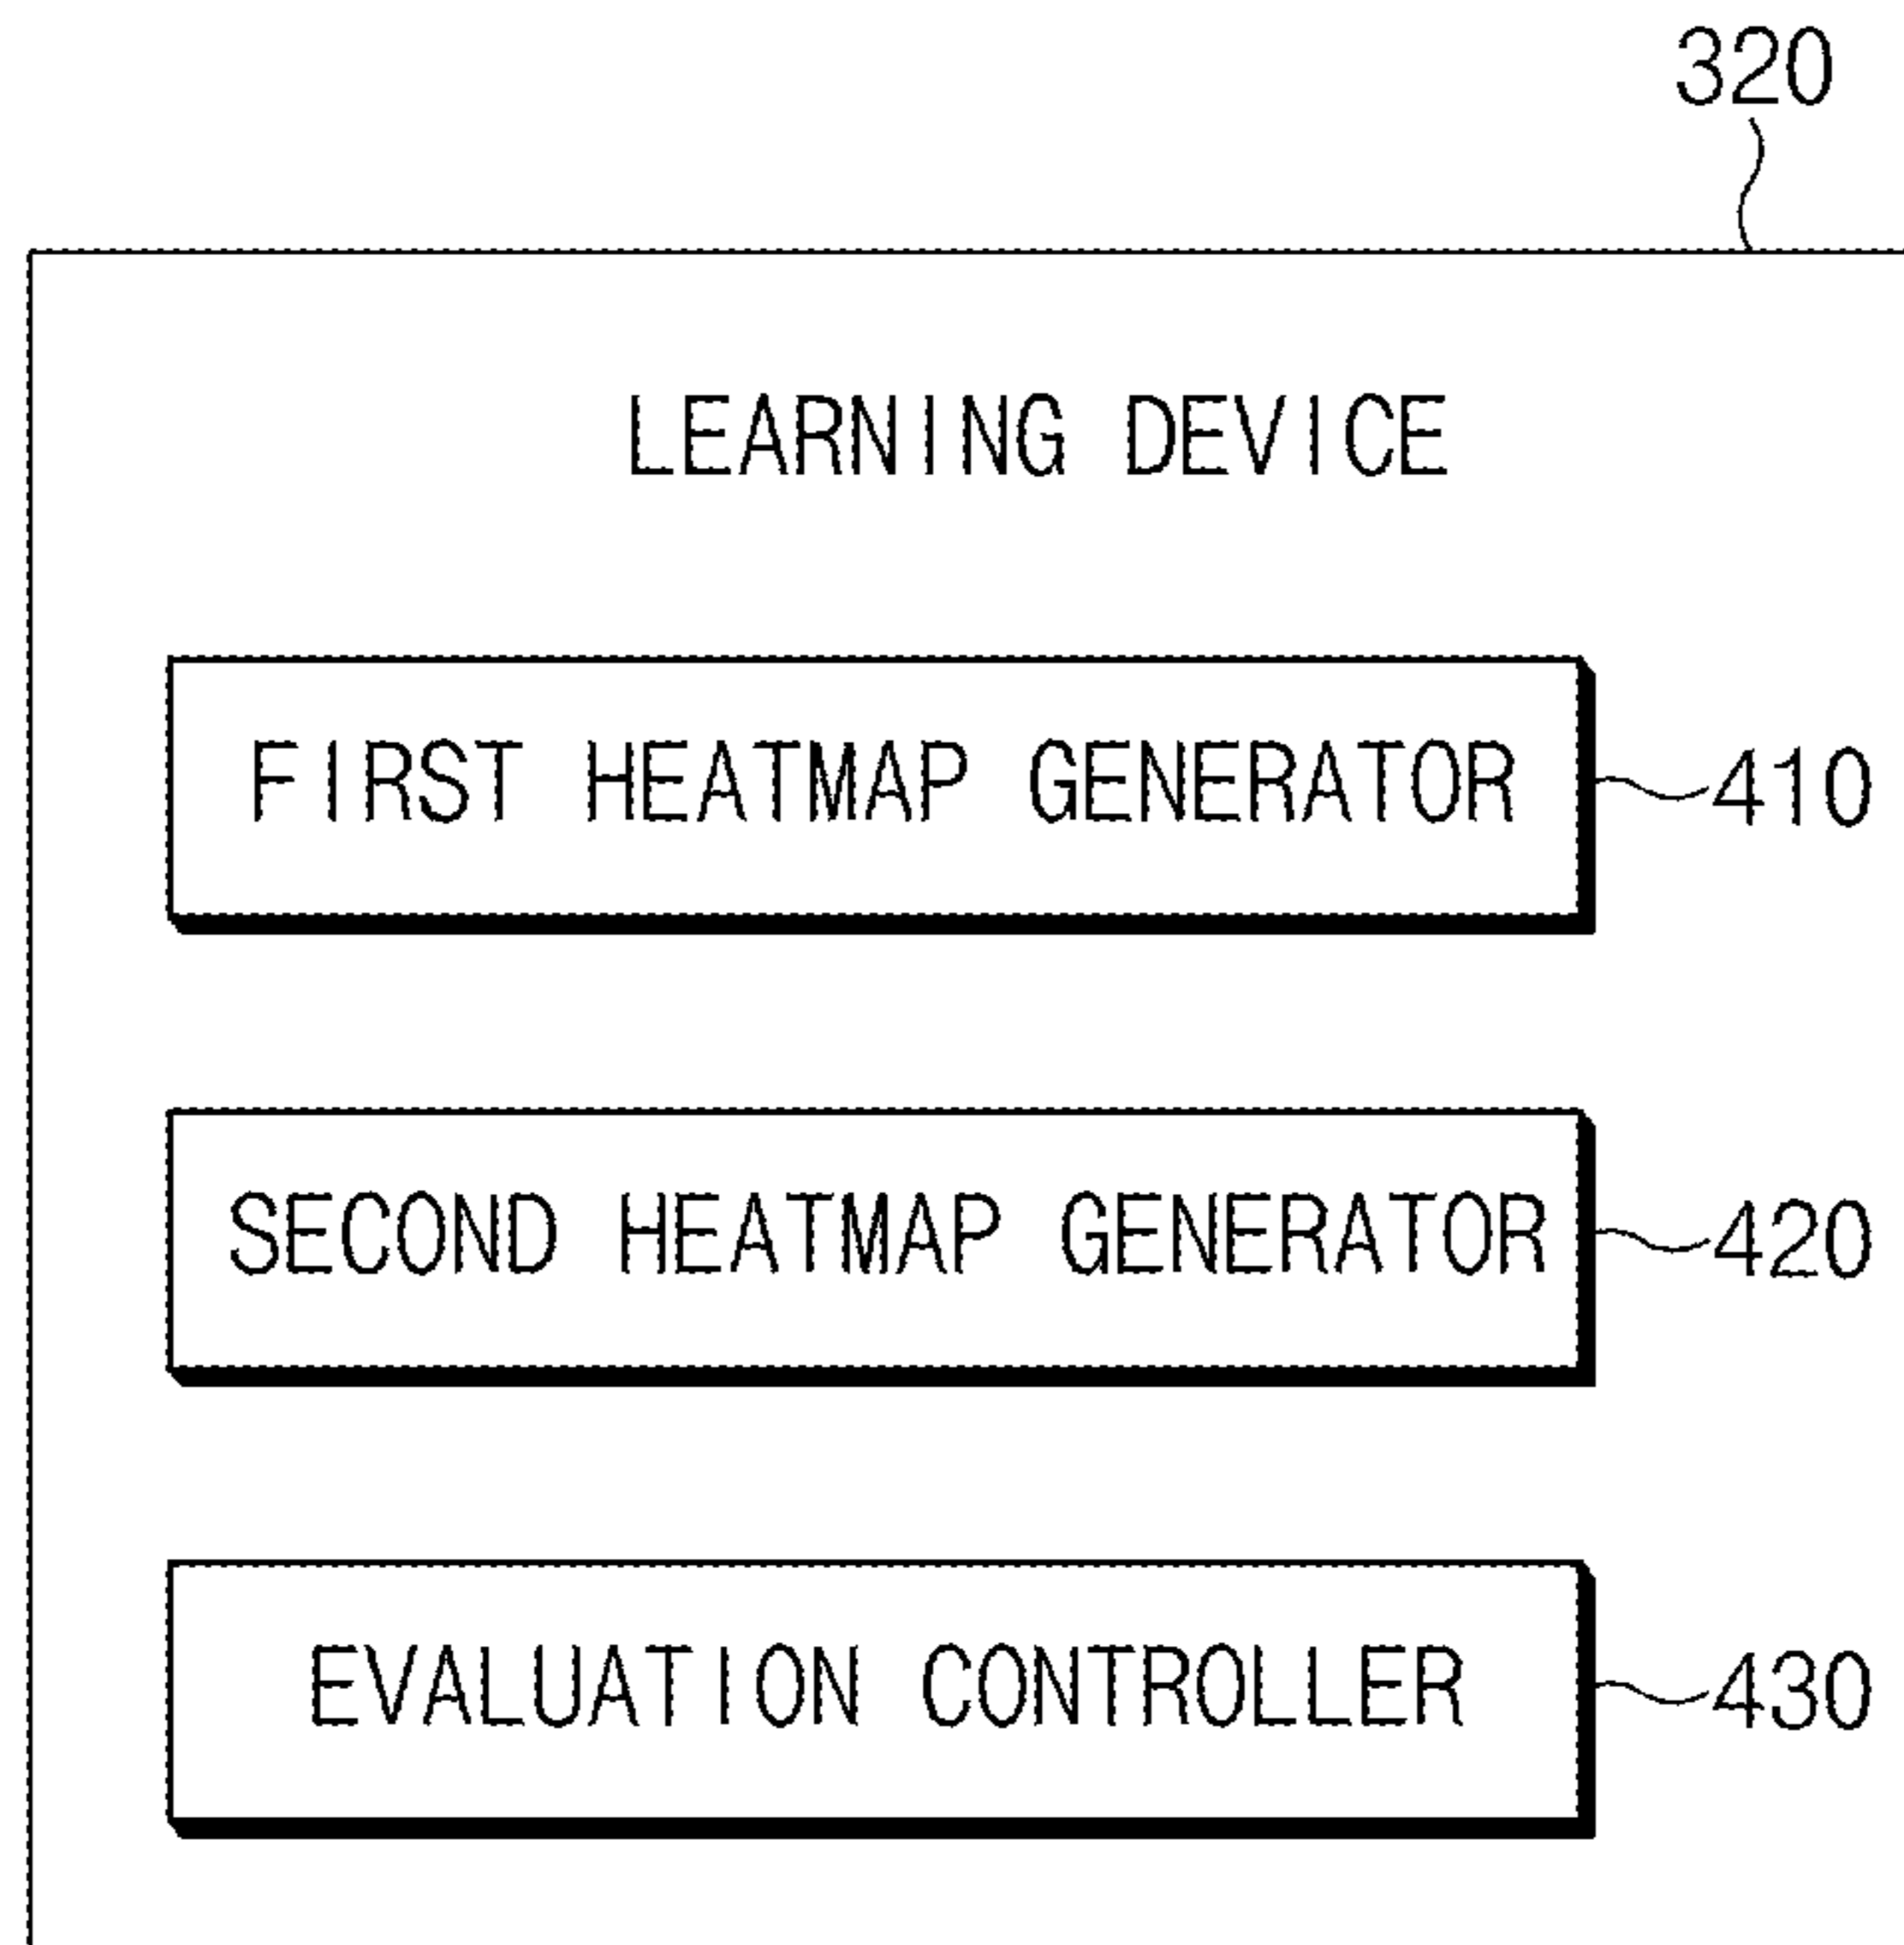 320
LEARNING DEVICE
FIRST HEATMAP GENERATOR
410
SECOND HEATMAP GENERATOR
420
EVALUATION CONTROLLER
430